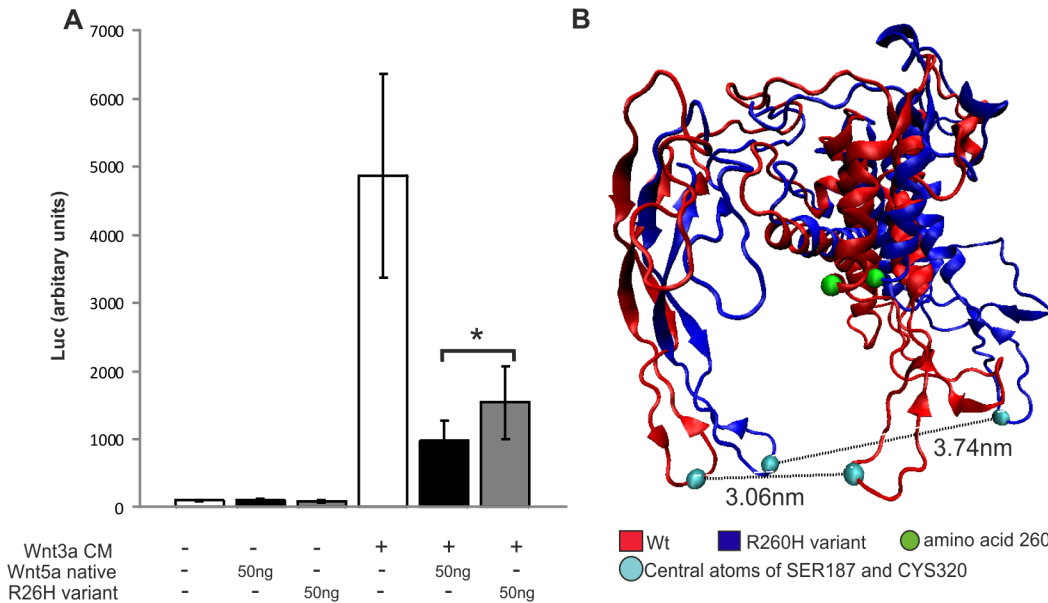 A
Luc (arbitary units)
7000
6000
5000
4000
3000
2000
1000
0
*
Wnt3a CM - - - + + +
Wnt5a native - 50ng - - 50ng -
R26H variant - - 50ng - - 50ng
B
3.74nm
3.06nm
Wt R260H variant amino acid 260
Central atoms of SER187 and CYS320